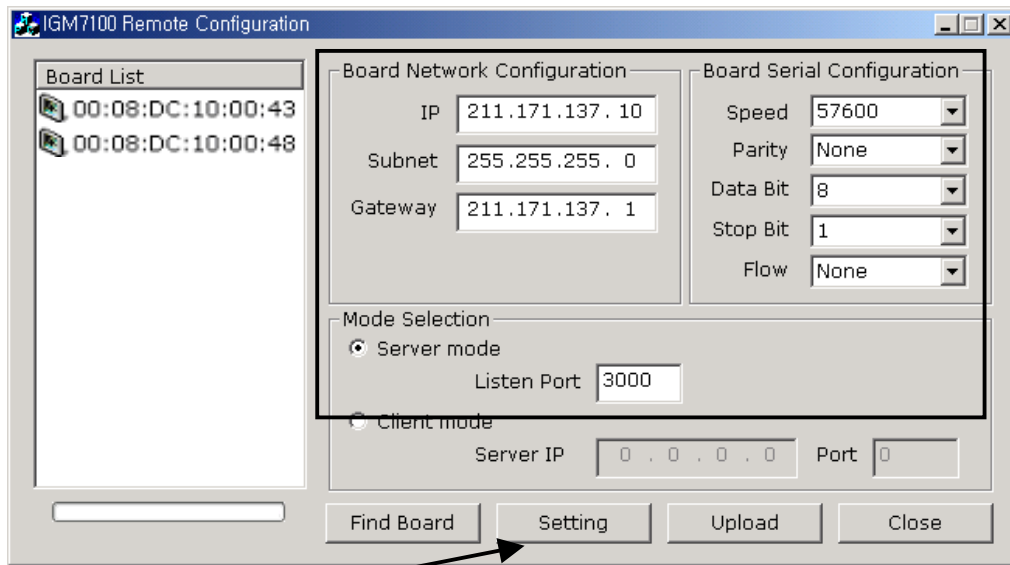 IGM7100 Remote Configuration
Board List
00:08:DC:10:00:43
00:08:DC:10:00:48
Board Network Configuration
IP 211.171.137. 10
Subnet 255.255.255. 0
Gateway 211.171.137. 1
Board Serial Configuration
Speed 57600
Parity None
Data Bit 8
Stop Bit 1
Flow None
Mode Selection
Server mode
Listen Port 3000
Client mode
Server IP 0 . 0 . 0 . 0 Port 0
Find Board Setting Upload Close